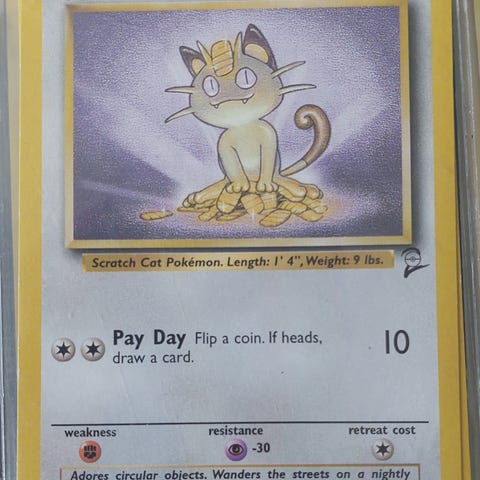 Scratch Cat Pokémon. Length: 1' 4", Weight: 9 lbs.
Pay Day Flip a coin. If heads, 10
draw a card.
weakness resistance retreat cost
-30
Adores circular objects. Wanders the streets on a nightly